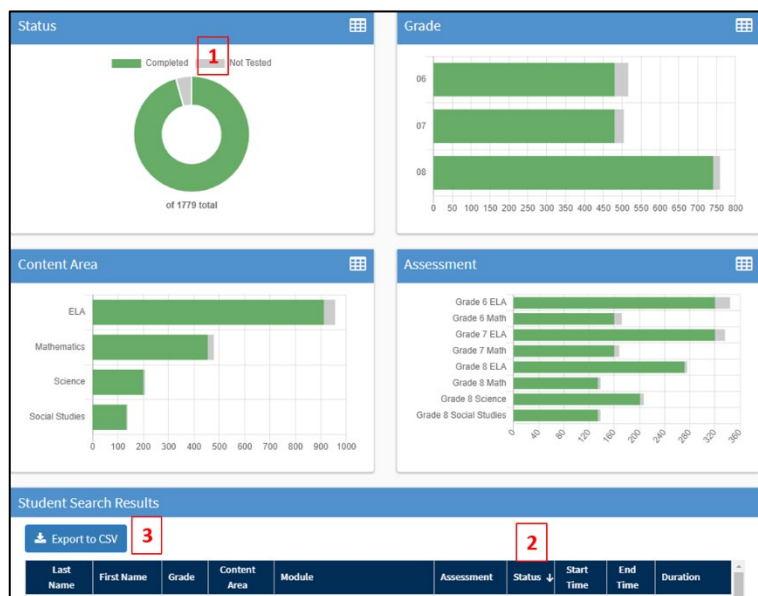 Status
1
Completed Not Tested
of 1779 total
Grade
06
07
08
0 50 100 150 200 250 300 350 400 450 500 550 600 650 700 750 800
Content Area
ELA
Mathematics
Science
Social Studies
0 100 200 300 400 500 600 700 800 900 1000
Assessment
Grade 6 ELA
Grade 6 Math
Grade 7 ELA
Grade 7 Math
Grade 8 ELA
Grade 8 Math
Grade 8 Science
Grade 8 Social Studies
0 40 80 120 160 200 240 280 320 360
Student Search Results
Export to CSV 3
2
Last Name First Name Grade Content Area Module Assessment Status ↓ Start Time End Time Duration